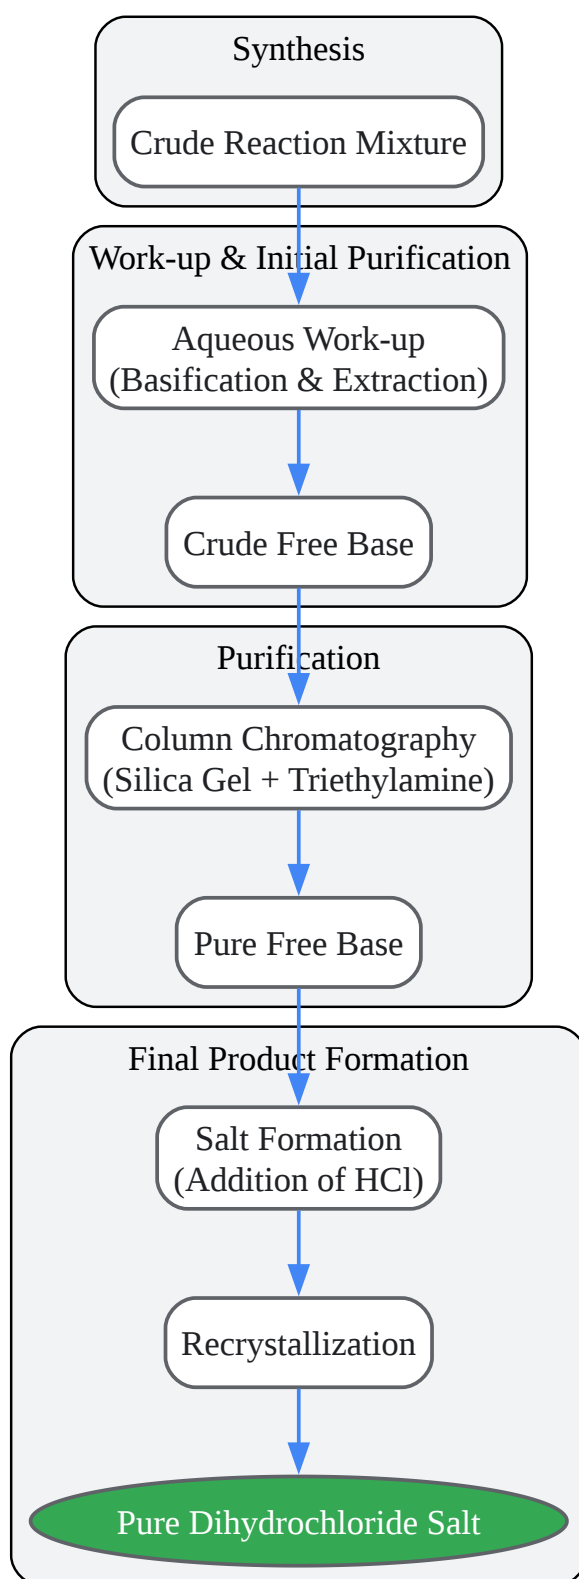 Synthesis
Crude Reaction Mixture
Work-up & Initial Purification
Aqueous Work-up
(Basification & Extraction)
Crude Free Base
Purification
Column Chromatography
(Silica Gel + Triethylamine)
Pure Free Base
Final Product Formation
Salt Formation
(Addition of HCl)
Recrystallization
Pure Dihydrochloride Salt